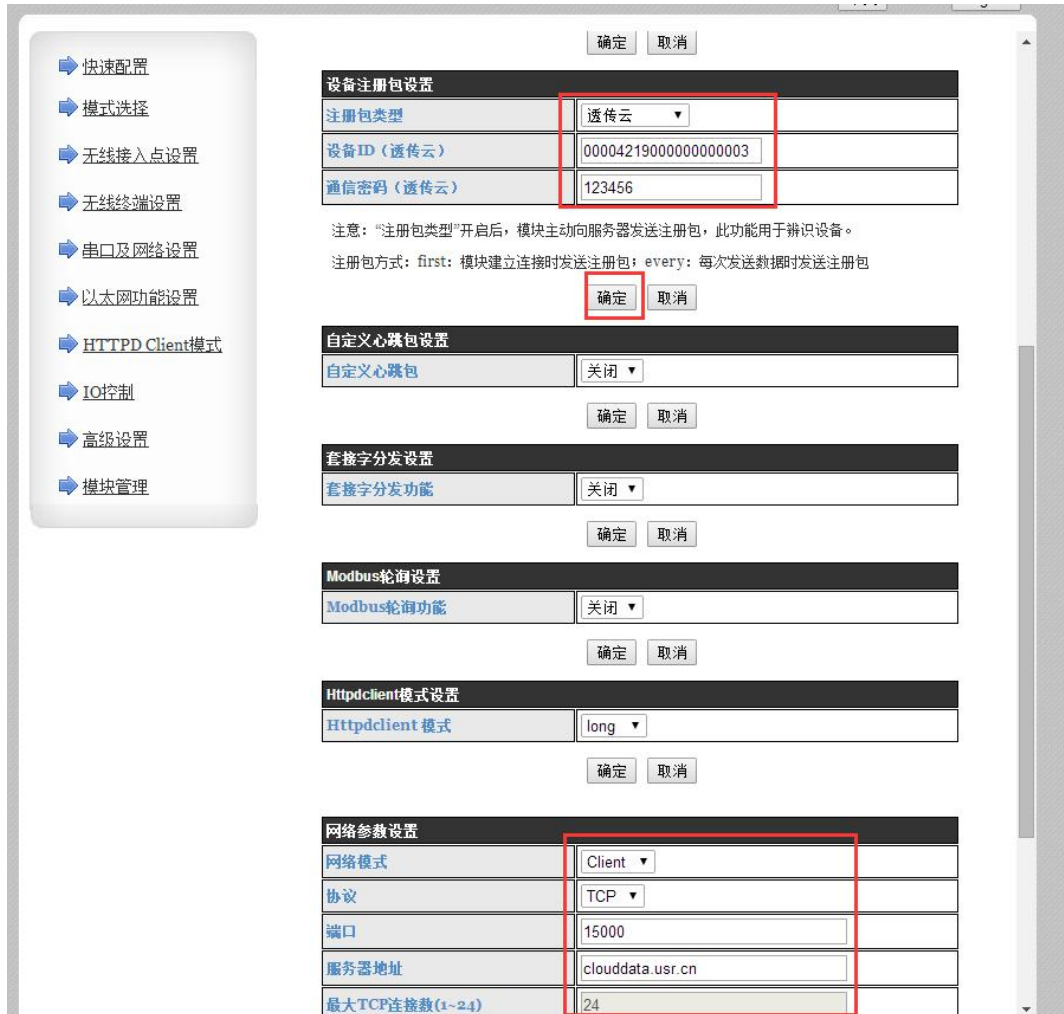 快速配置
模式选择
无线接入点设置
无线终端设置
串口及网络设置
以太网功能设置
HTTPD Client模式
IO控制
高级设置
模块管理
确定 取消
设备注册包设置
注册包类型 透传云
设备ID（透传云） 00004219000000000003
通信密码（透传云） 123456
注意：“注册包类型”开启后，模块主动向服务器发送注册包，此功能用于辨识设备。
注册包方式：first：模块建立连接时发送注册包；every：每次发送数据时发送注册包
确定 取消
自定义心跳包设置
自定义心跳包 关闭
确定 取消
套接字分发设置
套接字分发功能 关闭
确定 取消
Modbus轮询设置
Modbus轮询功能 关闭
确定 取消
Httpdclient模式设置
Httpdclient 模式 long
确定 取消
网络参数设置
网络模式 Client
协议 TCP
端口 15000
服务器地址 clouddata.usr.cn
最大TCP连接数(1~24) 24